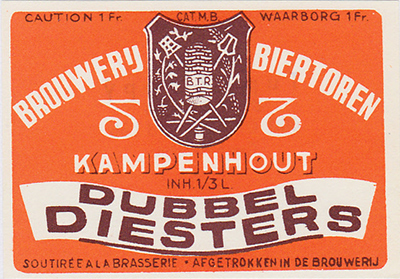 CAUTION 1 Fr. CAT. M.B. WAARBORG 1 Fr.
BROUWERIJ BIERTOREN
B.T.R.
KAMPENHOUT
INH. 1/3 L.
DUBBEL
DIESTERS
SOUTIRÉE A LA BRASSERIE • AFGETROKKEN IN DE BROUWERIJ